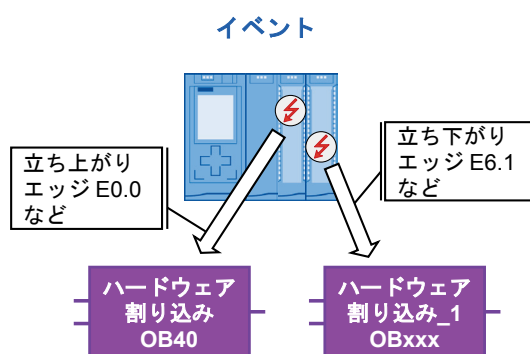 イベント
立ち上がり
エッジ E0.0
など
立ち下がり
エッジ E6.1
など
ハードウェア
割り込み
OB40
ハードウェア
割り込み_1
OBxxx